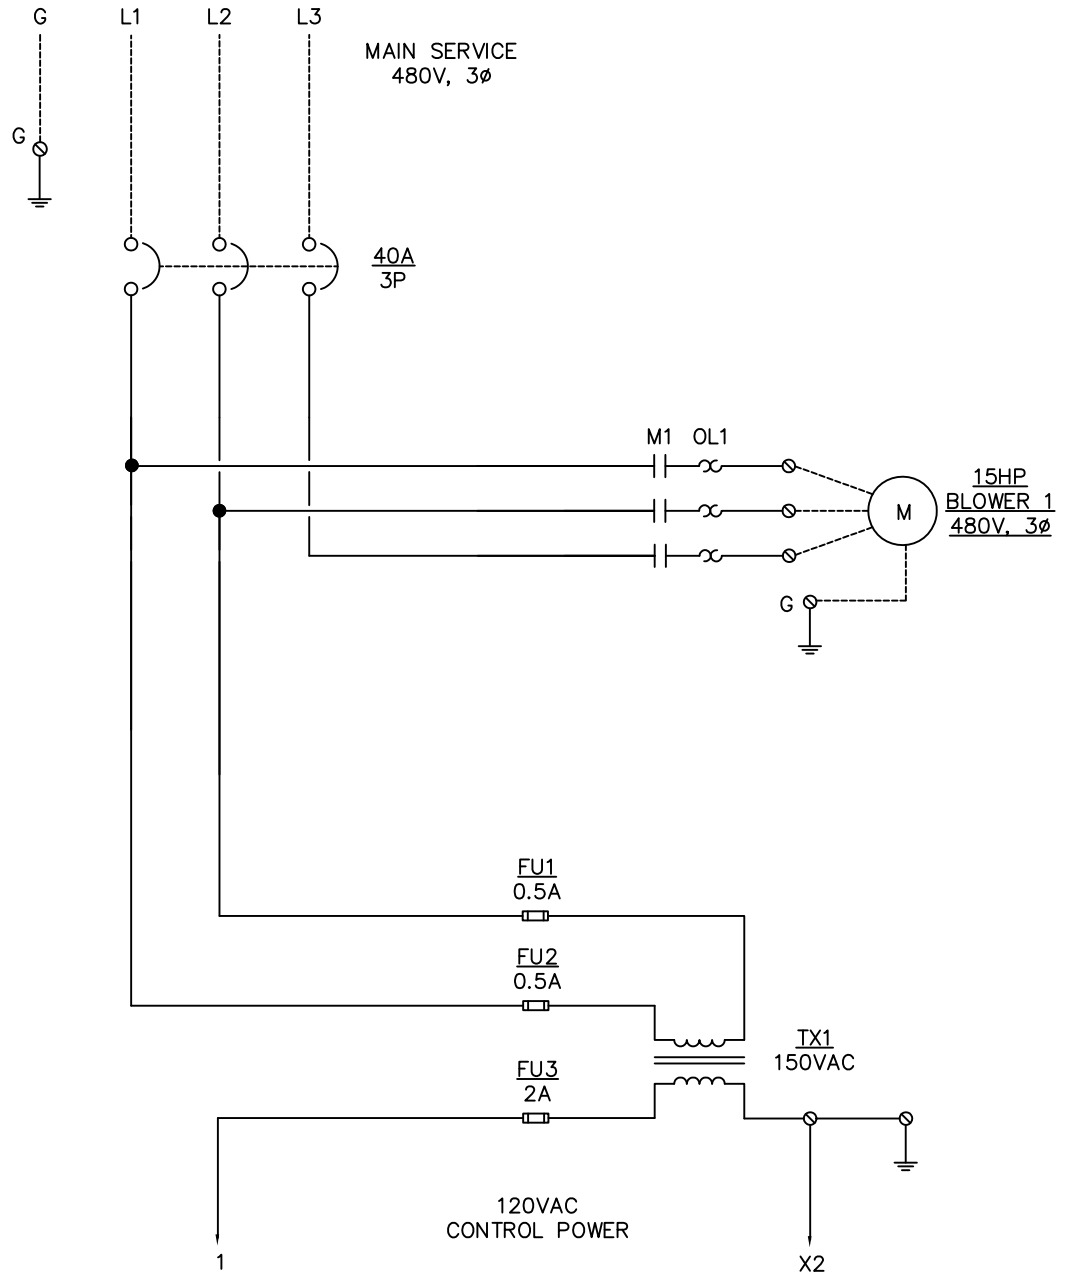 G
L1
L2
L3
MAIN SERVICE
480V, 3Ø
G
40A
3P
M1
OL1
M
15HP
BLOWER 1
480V, 3Ø
G
FU1
0.5A
FU2
0.5A
TX1
150VAC
FU3
2A
120VAC
CONTROL POWER
1
X2